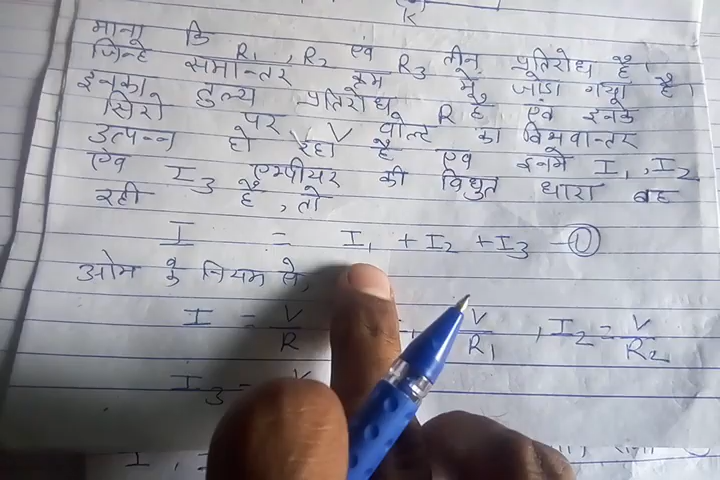 K
माना कि R₁, R₂ एवं R₃ तीन प्रतिरोध है।
जिन्हे समान्तर क्रम में जोड़ा गया है।
इनका तुल्य प्रतिरोध R है एवं इनके
सिरो पर V वोल्ट का विभवान्तर
उत्पन्न हो रहा है एवं इनमें I₁, I₂
एवं I₃ एम्पीयर की विधुत धारा बह
रही है, तो
I = I₁ + I₂ + I₃ —①
ओम के नियम से,
I = V/R , V/R₁ , I₂ = V/R₂
I₃ =